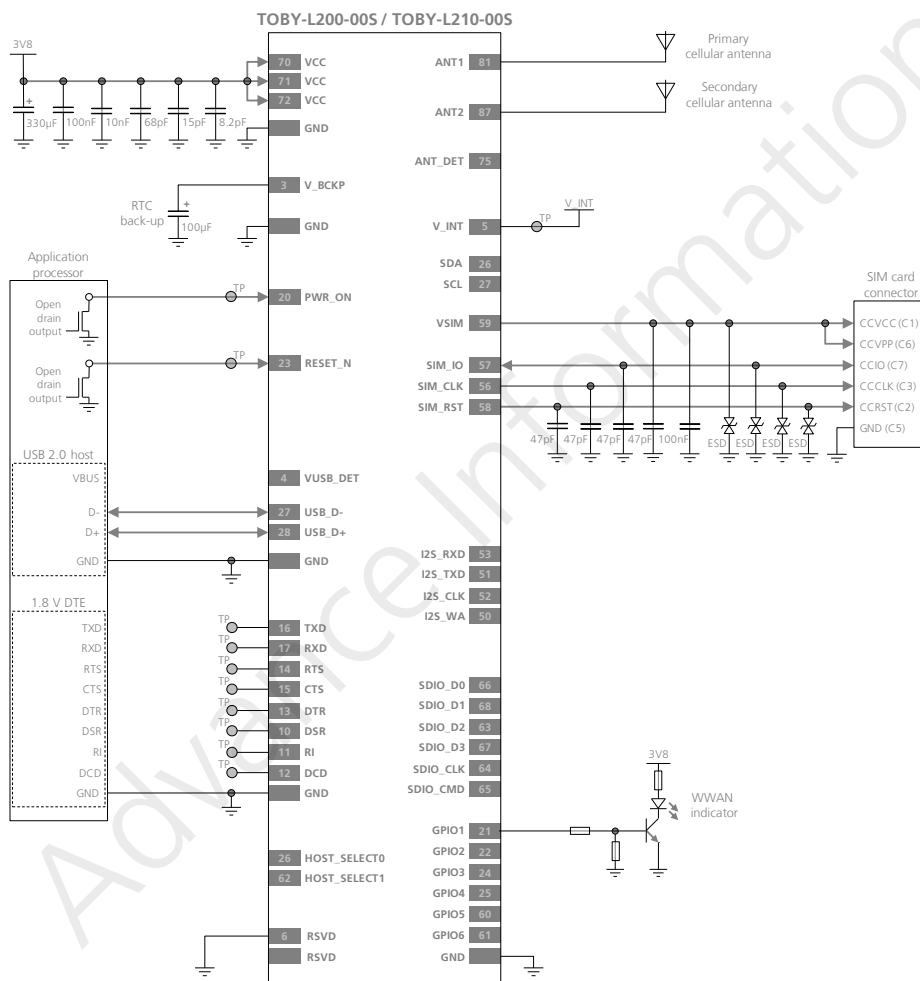 TOBY-L200-00S / TOBY-L210-00S
3V8
330µF
100nF
10nF
68pF
15pF
8.2pF
70 VCC
71 VCC
72 VCC
GND
3 V_BCKP
RTC
back-up
100µF
GND
Application
processor
Open
drain
output
TP
20 PWR_ON
Open
drain
output
TP
23 RESET_N
USB 2.0 host
VBUS
D-
D+
GND
4 VUSB_DET
27 USB_D-
28 USB_D+
GND
1.8 V DTE
TXD
RXD
RTS
CTS
DTR
DSR
RI
DCD
GND
TP
TP
TP
TP
TP
TP
TP
TP
16 TXD
17 RXD
14 RTS
15 CTS
13 DTR
10 DSR
11 RI
12 DCD
GND
26 HOST_SELECT0
62 HOST_SELECT1
6 RSVD
RSVD
ANT1 81
Primary
cellular antenna
ANT2 87
Secondary
cellular antenna
ANT_DET 75
V_INT 5
TP
V_INT
SDA 26
SCL 27
VSIM 59
SIM_IO 57
SIM_CLK 56
SIM_RST 58
47pF
47pF
47pF
47pF
100nF
ESD
ESD
ESD
ESD
SIM card
connector
CCVCC (C1)
CCVPP (C6)
CCIO (C7)
CCCLK (C3)
CCRST (C2)
GND (C5)
I2S_RXD 53
I2S_TXD 51
I2S_CLK 52
I2S_WA 50
SDIO_D0 66
SDIO_D1 68
SDIO_D2 63
SDIO_D3 67
SDIO_CLK 64
SDIO_CMD 65
GPIO1 21
GPIO2 22
GPIO3 24
GPIO4 25
GPIO5 60
GPIO6 61
GND
3V8
WWAN
indicator
Advance Information